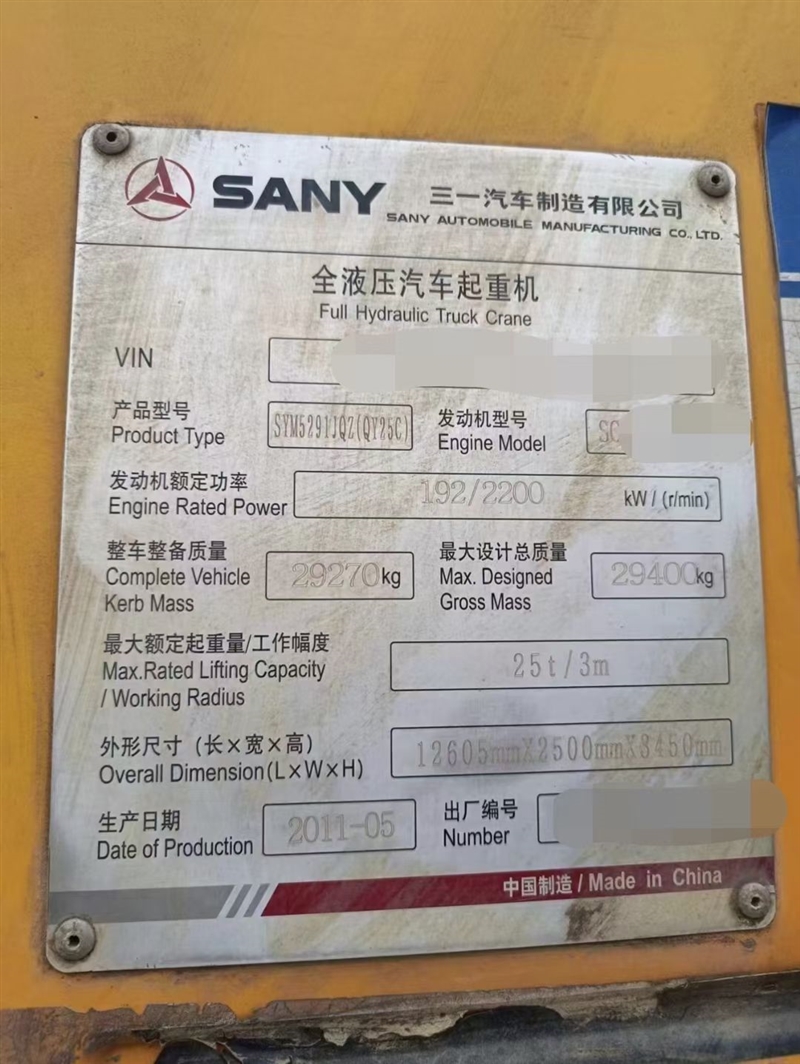 SANY 三一汽车制造有限公司
SANY AUTOMOBILE MANUFACTURING CO., LTD.
全液压汽车起重机
Full Hydraulic Truck Crane
VIN
产品型号 SYM5291JQZ(QY25C) 发动机型号 SC
Product Type Engine Model
发动机额定功率 192/2200 kW / (r/min)
Engine Rated Power
整车整备质量 29270kg 最大设计总质量 29400kg
Complete Vehicle Max. Designed
Kerb Mass Gross Mass
最大额定起重量/工作幅度
Max.Rated Lifting Capacity 25t/3m
/ Working Radius
外形尺寸（长×宽×高） 12605mmX2500mmX3450mm
Overall Dimension(L×W×H)
生产日期 2011-05 出厂编号
Date of Production Number
中国制造 / Made in China